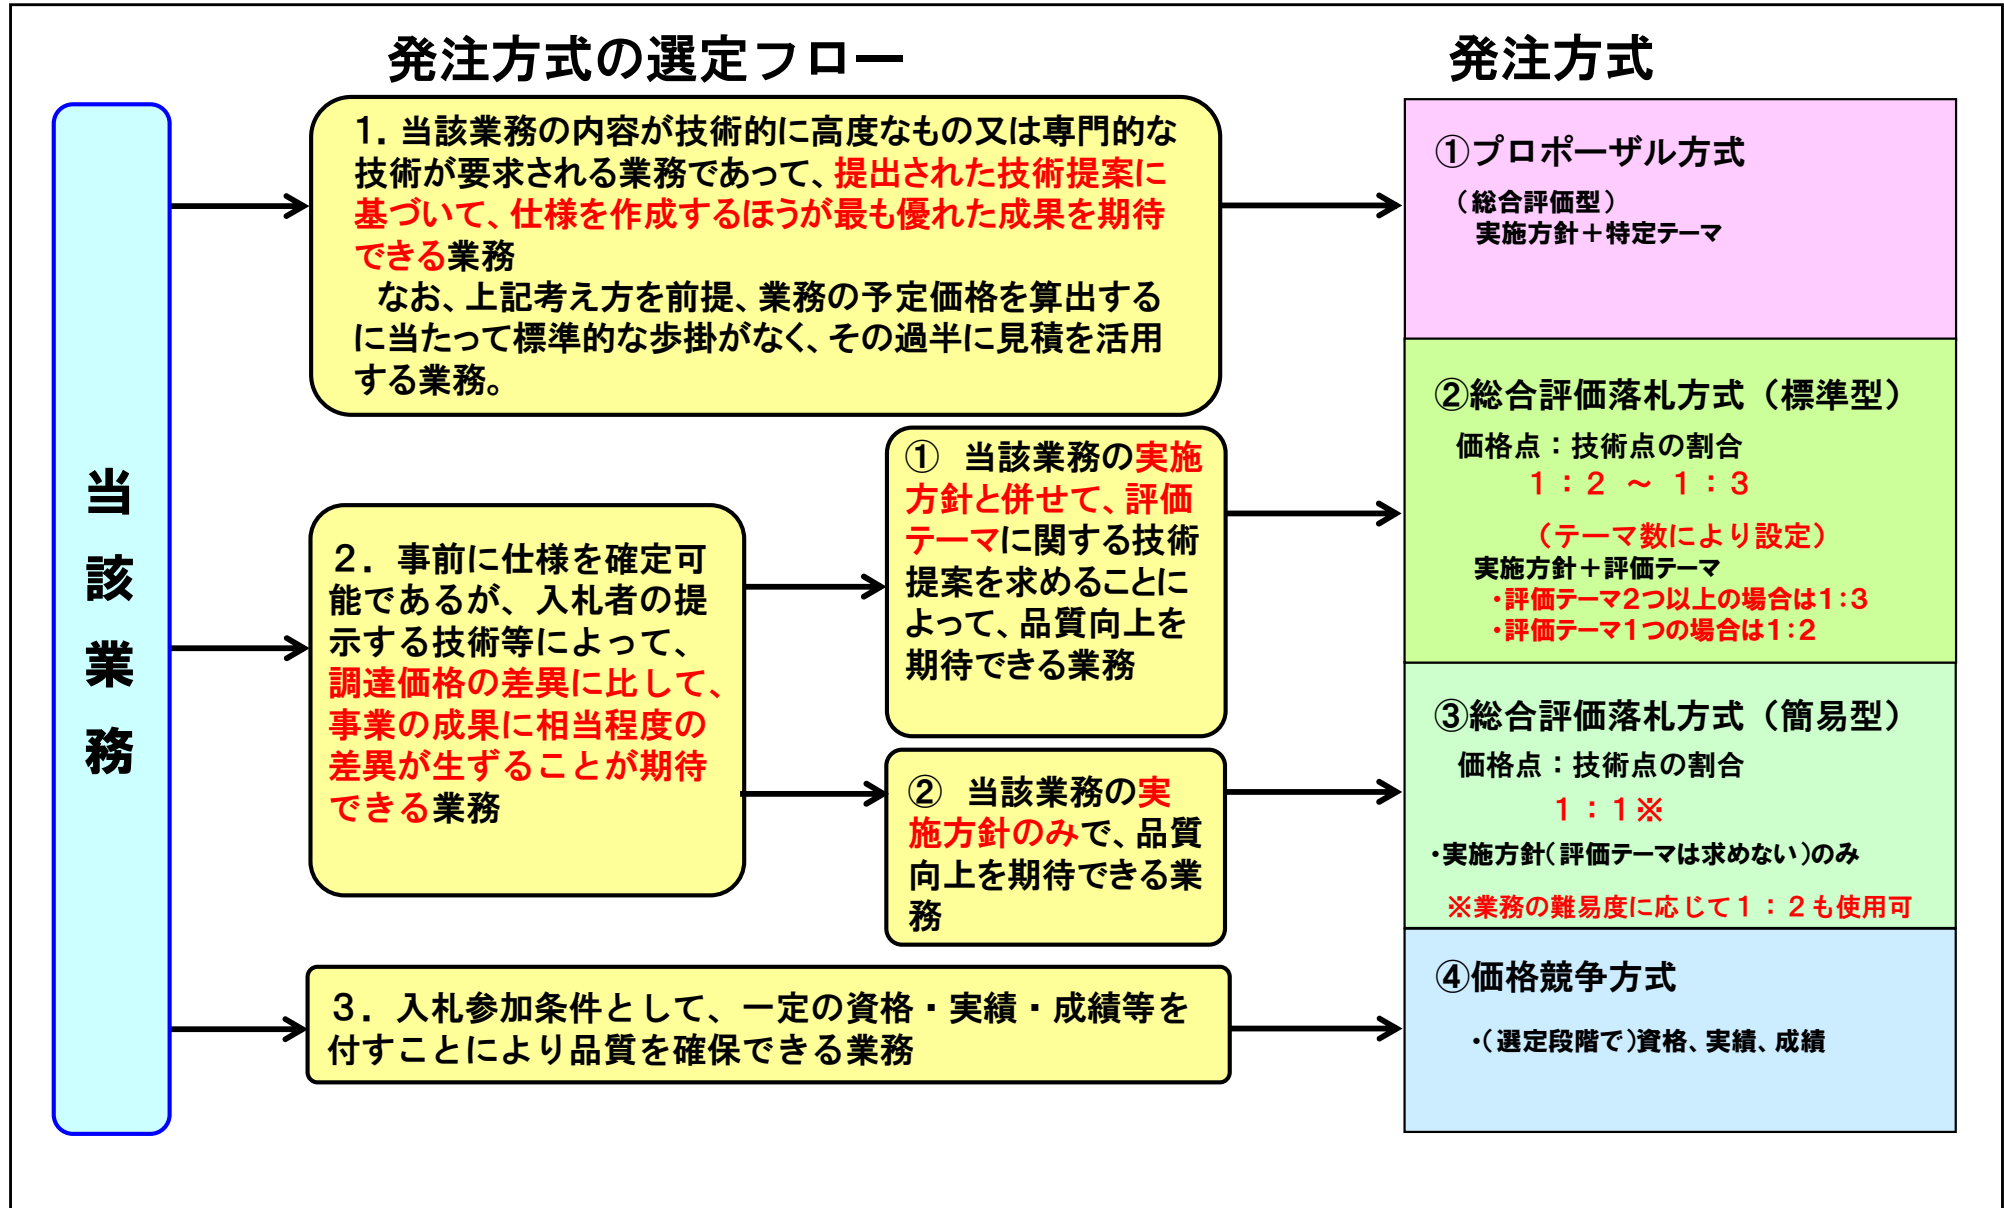 発注方式の選定フロー
発注方式
当
該
業
務
1．当該業務の内容が技術的に高度なもの又は専門的な
技術が要求される業務であって、提出された技術提案に
基づいて、仕様を作成するほうが最も優れた成果を期待
できる業務
なお、上記考え方を前提、業務の予定価格を算出する
に当たって標準的な歩掛がなく、その過半に見積を活用
する業務。
２．事前に仕様を確定可
能であるが、入札者の提
示する技術等によって、
調達価格の差異に比して、
事業の成果に相当程度の
差異が生ずることが期待
できる業務
①　当該業務の実施
方針と併せて、評価
テーマに関する技術
提案を求めることに
よって、品質向上を
期待できる業務
②　当該業務の実
施方針のみで、品質
向上を期待できる業
務
３．入札参加条件として、一定の資格・実績・成績等を
付すことにより品質を確保できる業務
①プロポーザル方式
（総合評価型）
実施方針＋特定テーマ
②総合評価落札方式（標準型）
価格点：技術点の割合
１：２ ～ １：３
（テーマ数により設定）
実施方針＋評価テーマ
・評価テーマ2つ以上の場合は1：3
・評価テーマ1つの場合は1：2
③総合評価落札方式（簡易型）
価格点：技術点の割合
１：１※
・実施方針（評価テーマは求めない）のみ
※業務の難易度に応じて１：２も使用可
④価格競争方式
・（選定段階で）資格、実績、成績